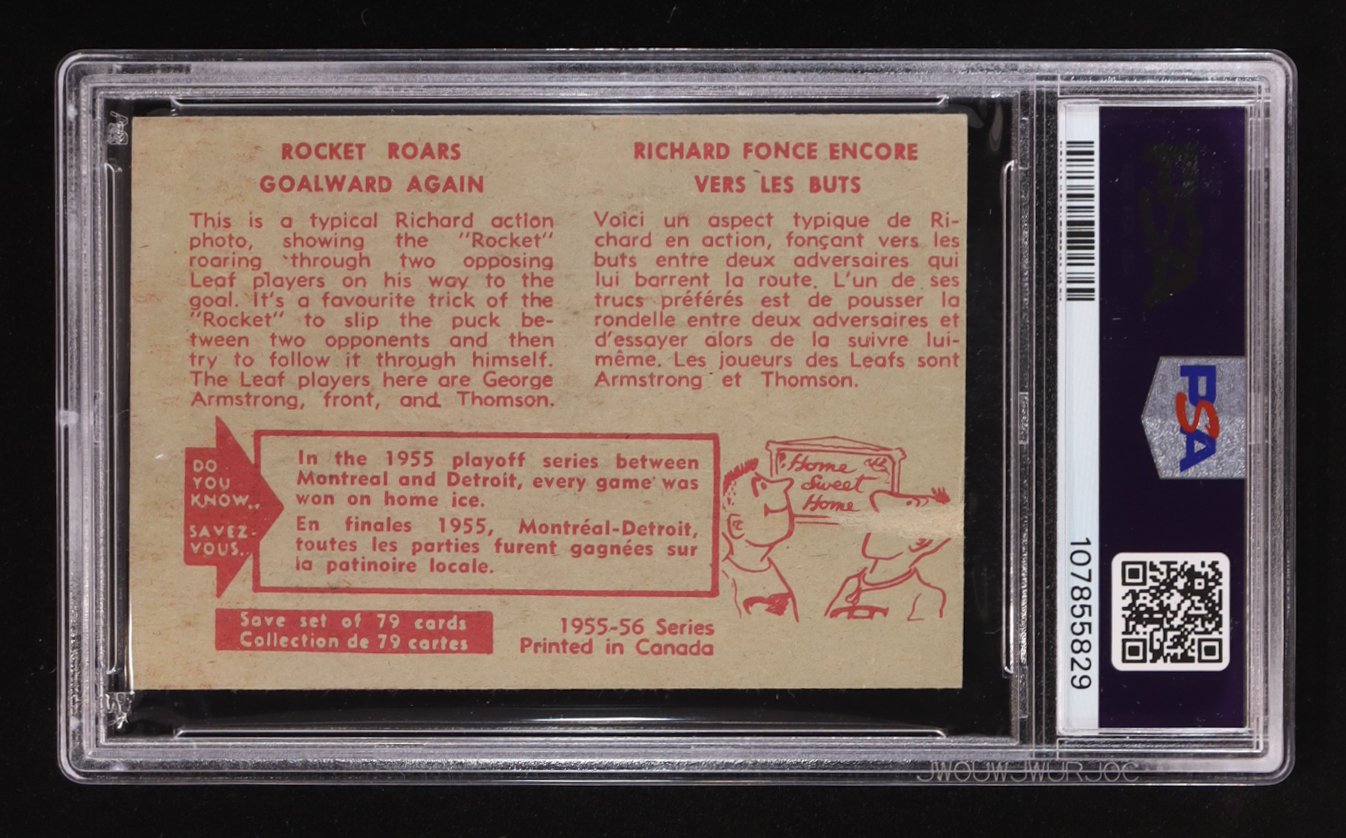 ROCKET ROARS
GOALWARD AGAIN
This is a typical Richard action
photo, showing the "Rocket"
roaring through two opposing
Leaf players on his way to the
goal. It's a favourite trick of the
"Rocket" to slip the puck be-
tween two opponents and then
try to follow it through himself.
The Leaf players here are George
Armstrong, front, and Thomson.
RICHARD FONCE ENCORE
VERS LES BUTS
Voici un aspect typique de Ri-
chard en action, fonçant vers les
buts entre deux adversaires qui
lui barrent la route. L'un de ses
trucs préférés est de pousser la
rondelle entre deux adversaires et
d'essayer alors de la suivre lui-
même. Les joueurs des Leafs sont
Armstrong et Thomson.
DO
YOU
KNOW..
SAVEZ-
VOUS..
In the 1955 playoff series between
Montreal and Detroit, every game was
won on home ice.
En finales 1955, Montréal-Detroit,
toutes les parties furent gagnées sur
la patinoire locale.
Home
Sweet
Home
Save set of 79 cards
Collection de 79 cartes
1955-56 Series
Printed in Canada
PSA
107855829